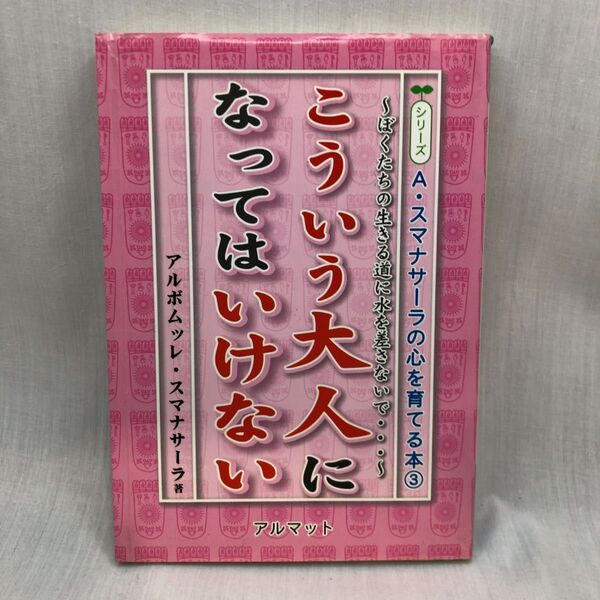 シリーズ
A・スマナサーラの心を育てる本③
～ぼくたちの生きる道に水を差さないで・・・～
こういう大人に
なってはいけない
アルボムッレ・スマナサーラ著
アルマット